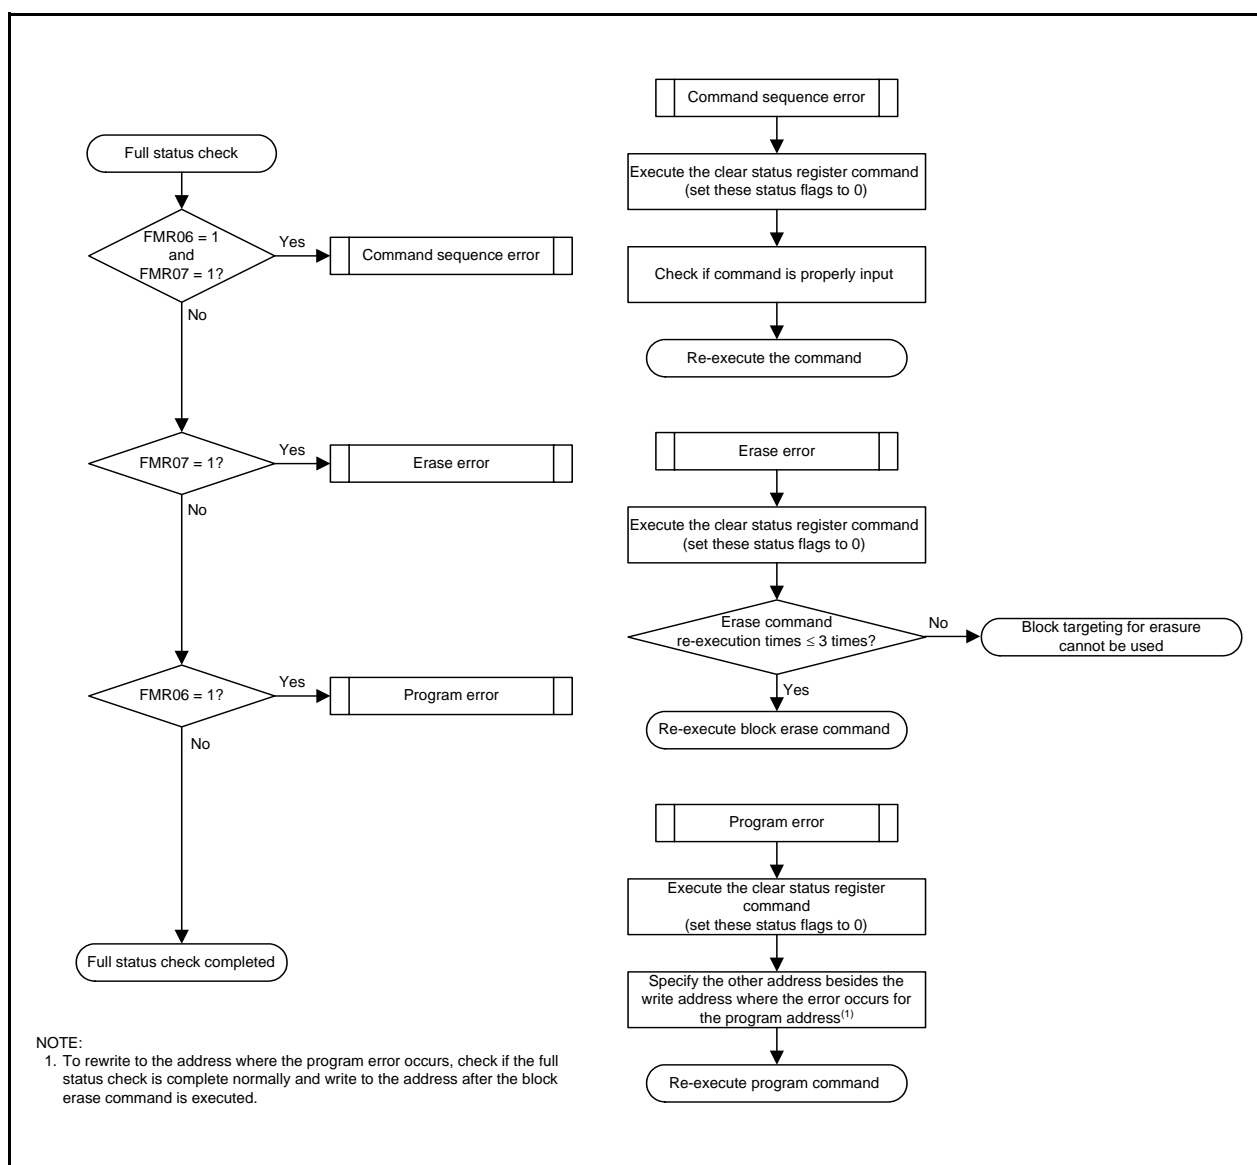 Full status check
FMR06 = 1
and
FMR07 = 1?
Yes
Command sequence error
No
FMR07 = 1?
Yes
Erase error
No
FMR06 = 1?
Yes
Program error
No
Full status check completed
Command sequence error
Execute the clear status register command
(set these status flags to 0)
Check if command is properly input
Re-execute the command
Erase error
Execute the clear status register command
(set these status flags to 0)
Erase command
re-execution times ≤ 3 times?
No
Block targeting for erasure
cannot be used
Yes
Re-execute block erase command
Program error
Execute the clear status register
command
(set these status flags to 0)
Specify the other address besides the
write address where the error occurs for
the program address(1)
Re-execute program command
NOTE:
1. To rewrite to the address where the program error occurs, check if the full
status check is complete normally and write to the address after the block
erase command is executed.